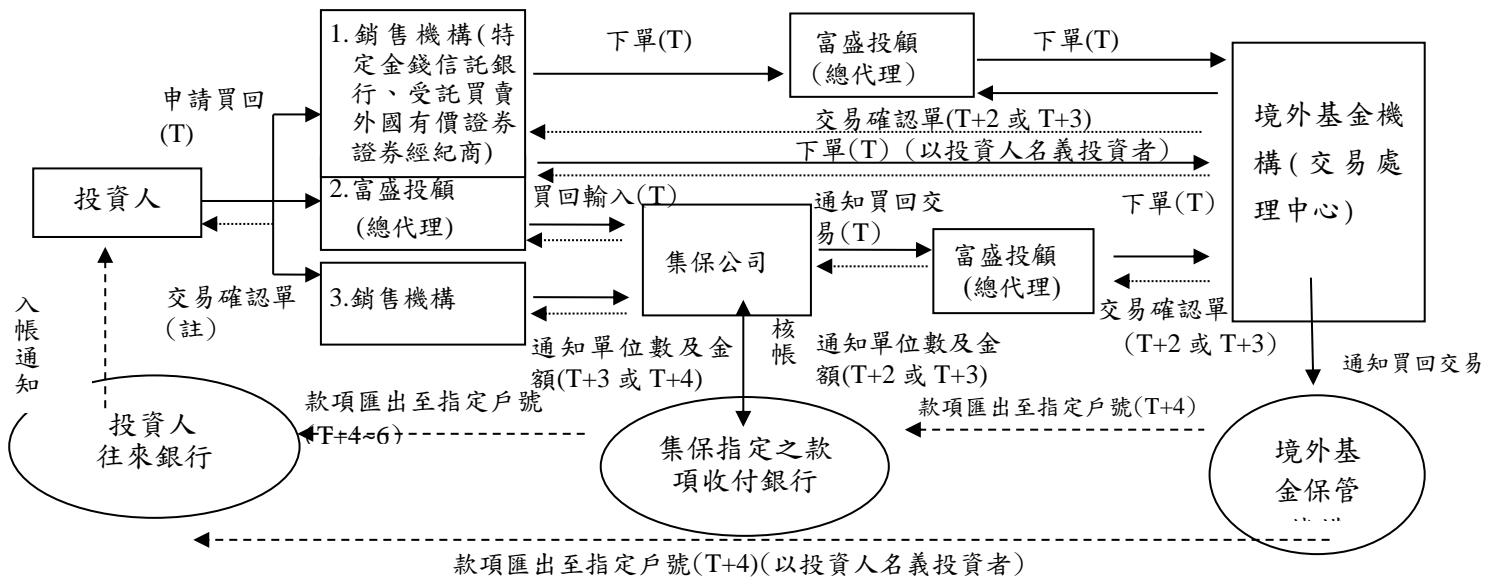 1.銷售機構(特
定金錢信託銀
行、受託買賣
外國有價證券
證券經紀商)
下單(T)
富盛投顧
(總代理)
下單(T)
申請買回
(T)
交易確認單(T+2 或 T+3)
下單(T)（以投資人名義投資者）
境外基金機
構(交易處
理中心)
投資人
2.富盛投顧
(總代理)
買回輸入(T)
集保公司
通知買回交
易(T)
富盛投顧
(總代理)
下單(T)
交易確認單
(註)
3.銷售機構
交易確認單
(T+2 或 T+3)
入
帳
通
知
通知單位數及金
額(T+3 或 T+4)
核
帳
通知單位數及金
額(T+2 或 T+3)
通知買回交易
款項匯出至指定戶號
(T+4~6)
款項匯出至指定戶號(T+4)
投資人
往來銀行
集保指定之款
項收付銀行
境外基
金保管
款項匯出至指定戶號(T+4)(以投資人名義投資者)